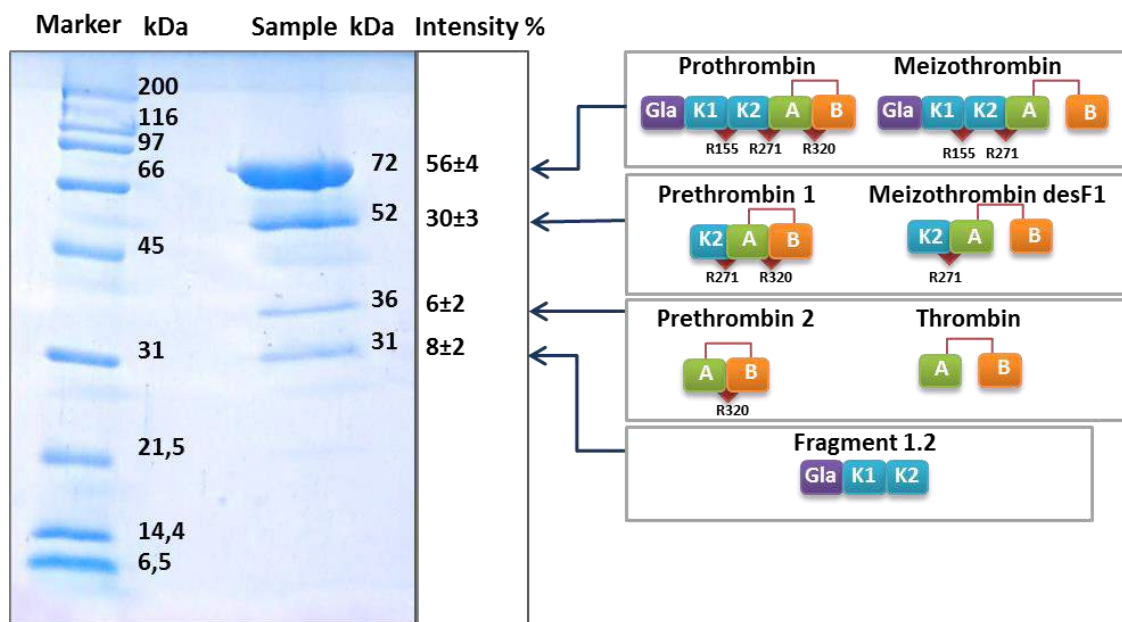 Marker kDa Sample kDa Intensity %
200
116
97
66
45
31
21,5
14,4
6,5
72 56±4
52 30±3
36 6±2
31 8±2
Prothrombin Meizothrombin
Gla K1 K2 A B Gla K1 K2 A B
R155 R271 R320 R155 R271
Prethrombin 1 Meizothrombin desF1
K2 A B K2 A B
R271 R320 R271
Prethrombin 2 Thrombin
A B A B
R320
Fragment 1.2
Gla K1 K2